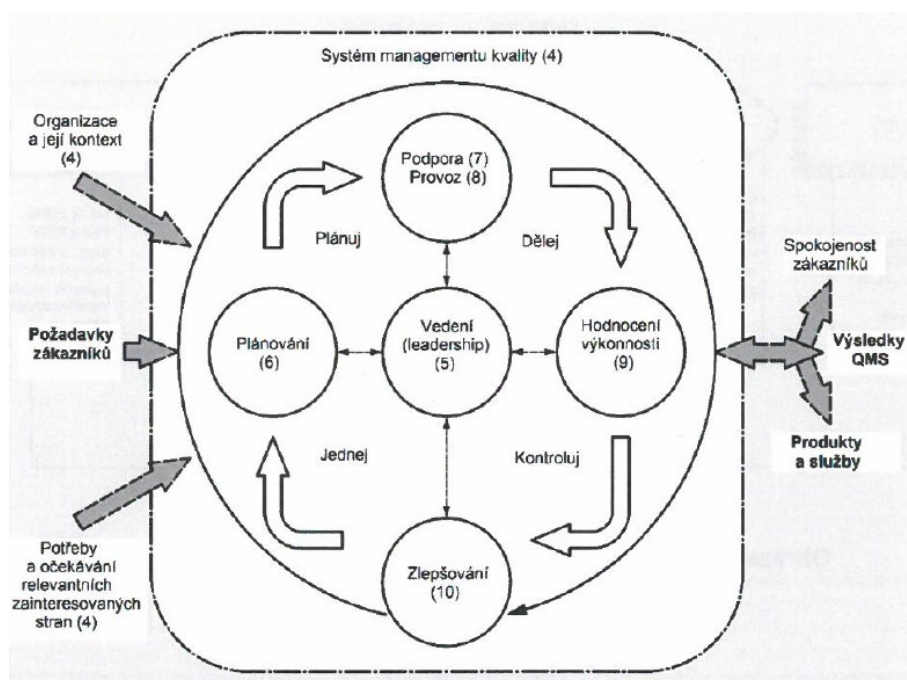 Systém managementu kvality (4)
Organizace
a její kontext
(4)
Podpora (7)
Provoz (8)
Plánuj
Dělej
Spokojenost
zákazníků
Požadavky
zákazníků
Plánování
(6)
Vedení
(leadership)
(5)
Hodnocení
výkonnosti
(9)
Výsledky
QMS
Jednej
Kontroluj
Produkty
a služby
Potřeby
a očekávání
relevantních
zainteresovaných
stran (4)
Zlepšování
(10)